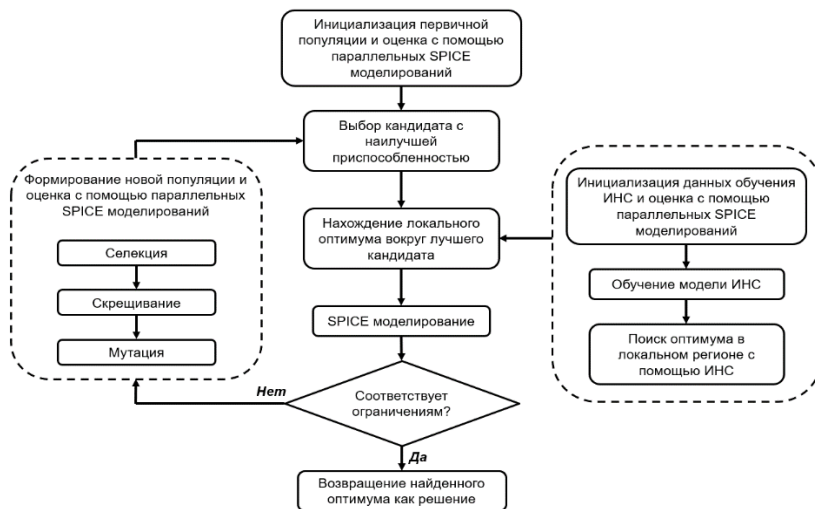 Инициализация первичной
популяции и оценка с помощью
параллельных SPICE
моделирований
Выбор кандидата с
наилучшей
приспособленностью
Формирование новой популяции и
оценка с помощью параллельных
SPICE моделирований
Селекция
Скрещивание
Мутация
Нахождение локального
оптимума вокруг лучшего
кандидата
Инициализация данных обучения
ИНС и оценка с помощью
параллельных SPICE
моделирований
Обучение модели ИНС
Поиск оптимума в
локальном регионе с
помощью ИНС
SPICE моделирование
Соответствует
ограничениям?
Нет
Да
Возвращение найденного
оптимума как решение